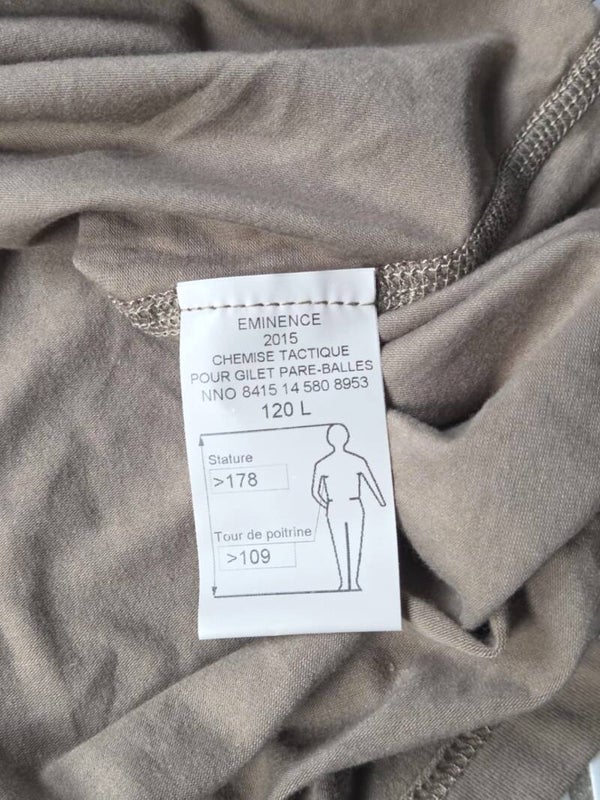 EMINENCE
2015
CHEMISE TACTIQUE
POUR GILET PARE-BALLES
NNO 8415 14 580 8953
120 L
Stature
>178
Tour de poitrine
>109